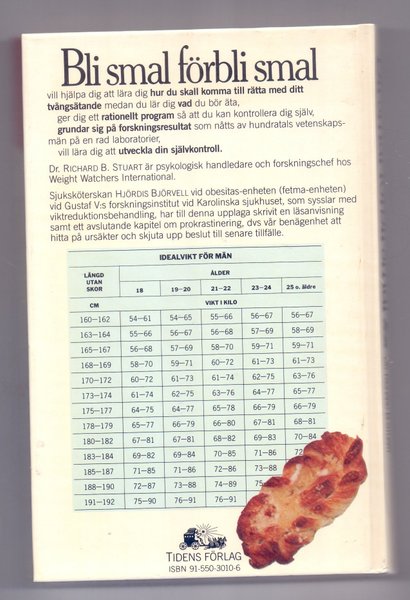 Bli smal förbli smal
vill hjälpa dig att lära dig hur du skall komma till rätta med ditt
tvångsätande medan du lär dig vad du bör äta,
ger dig ett rationellt program så att du kan kontrollera dig själv,
grundar sig på forskningsresultat som nåtts av hundratals vetenskaps-
män på en rad laboratorier,
vill lära dig att utveckla din självkontroll.
Dr. RICHARD B. STUART är psykologisk handledare och forskningschef hos
Weight Watchers International.
Sjuksköterskan HJÖRDIS BJÖRVELL vid obesitas-enheten (fetma-enheten)
vid Gustaf V:s forskningsinstitut vid Karolinska sjukhuset, som sysslar med
viktreduktionsbehandling, har till denna upplaga skrivit en läsanvisning
samt ett avslutande kapitel om prokrastinering, dvs vår benägenhet att
hitta på ursäkter och skjuta upp beslut till senare tillfälle.
IDEALVIKT FÖR MÄN
LÄNGD UTAN SKOR ÅLDER
18 19–20 21–22 23–24 25 o. äldre
CM VIKT I KILO
160–162 54–61 54–65 55–66 56–67 56–67
163–164 55–66 56–67 56–68 57–69 58–69
165–167 56–68 57–69 58–70 59–71 59–71
168–169 58–70 59–71 60–72 61–73 61–73
170–172 60–72 61–73 61–74 62–75 63–76
173–174 61–74 62–75 63–76 64–77 65–77
175–177 64–75 64–77 65–78 66–79 66–79
178–179 65–77 66–79 66–80 67–81 68–81
180–182 67–81 67–81 68–82 69–83 70–84
183–184 69–82 69–84 70–85 71–86 72
185–187 71–85 71–86 72–86 73–88
188–190 72–87 73–88 74–89 75
191–192 75–90 76–91 76–91
TIDENS FÖRLAG
ISBN 91-550-3010-6